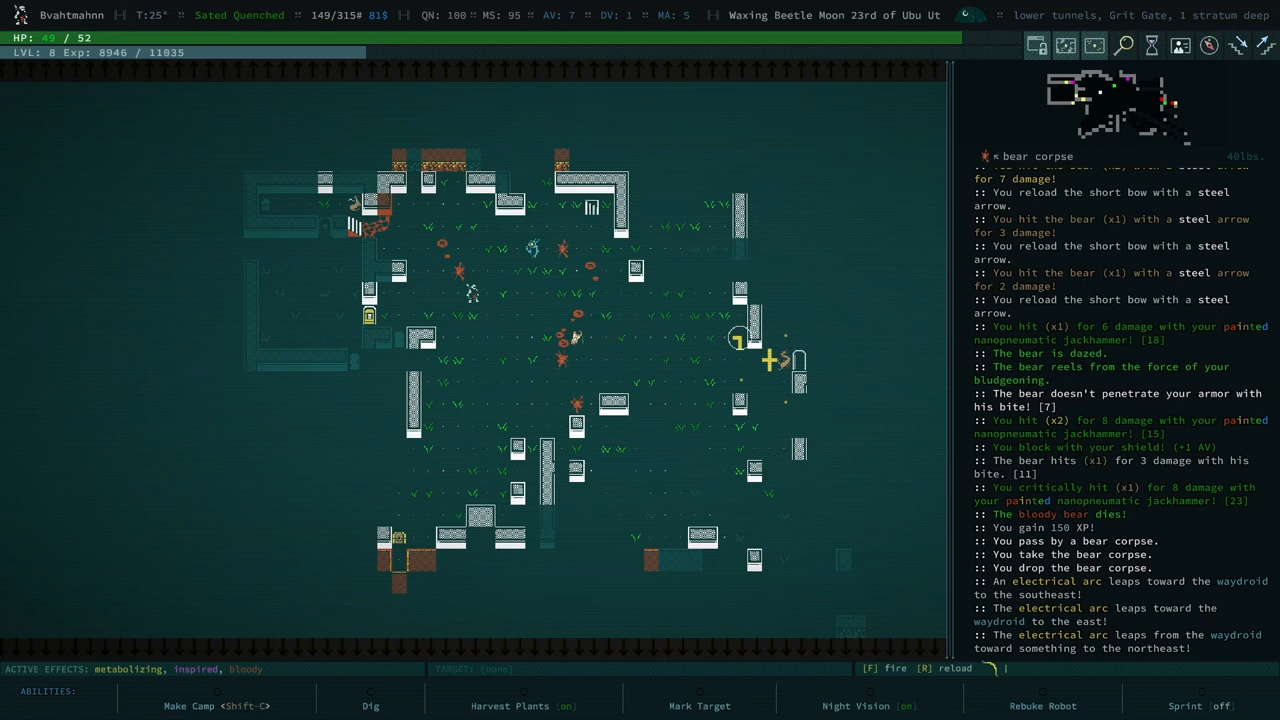 Bvahtmahnn T:25° :: Sated Quenched :: 149/315# 81$ QN: 100 :: MS: 95 :: AV: 7 :: DV: 1 :: MA: 5 Waxing Beetle Moon 23rd of Ubu Ut :: lower tunnels, Grit Gate, 1 stratum deep
HP: 49 / 52
LVL: 8 Exp: 8946 / 11035
bear corpse 40lbs.
for 7 damage!
:: You reload the short bow with a steel
arrow.
:: You hit the bear (x1) with a steel arrow
for 3 damage!
:: You reload the short bow with a steel
arrow.
:: You hit the bear (x1) with a steel arrow
for 2 damage!
:: You reload the short bow with a steel
arrow.
:: You hit (x1) for 6 damage with your painted
nanopneumatic jackhammer! [18]
:: The bear is dazed.
:: The bear reels from the force of your
bludgeoning.
:: The bear doesn't penetrate your armor with
his bite! [7]
:: You hit (x2) for 8 damage with your painted
nanopneumatic jackhammer! [15]
:: You block with your shield! (+1 AV)
:: The bear hits (x1) for 3 damage with his
bite. [11]
:: You critically hit (x1) for 8 damage with
your painted nanopneumatic jackhammer! [23]
:: The bloody bear dies!
:: You gain 150 XP!
:: You pass by a bear corpse.
:: You take the bear corpse.
:: You drop the bear corpse.
:: An electrical arc leaps toward the waydroid
to the southeast!
:: The electrical arc leaps toward the
waydroid to the east!
:: The electrical arc leaps from the waydroid
toward something to the northeast!
ACTIVE EFFECTS: metabolizing, inspired, bloody TARGET: [none] [F] fire [R] reload
ABILITIES: Make Camp <Shift-C> Dig Harvest Plants [on] Mark Target Night Vision [on] Rebuke Robot Sprint [off]